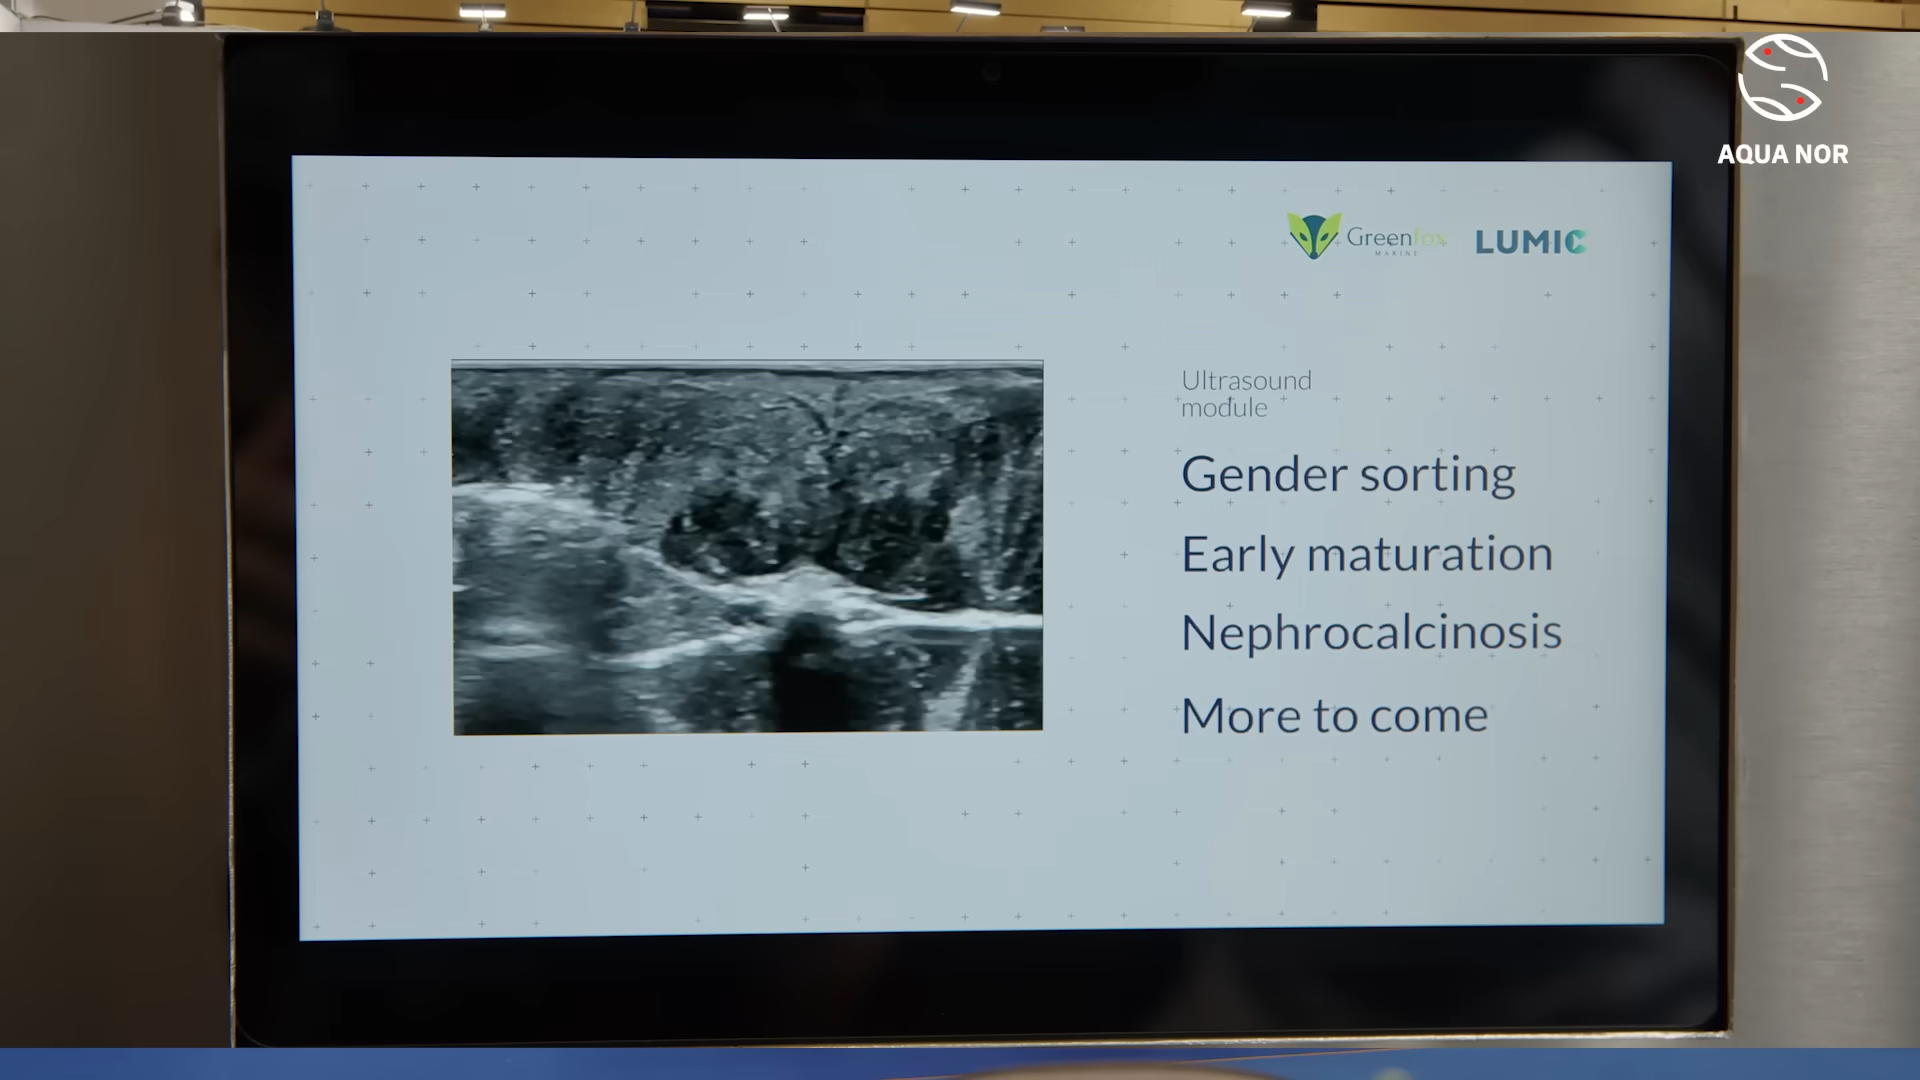 AQUA NOR
Greenfox
MARINE
LUMIC
Ultrasound
module
Gender sorting
Early maturation
Nephrocalcinosis
More to come